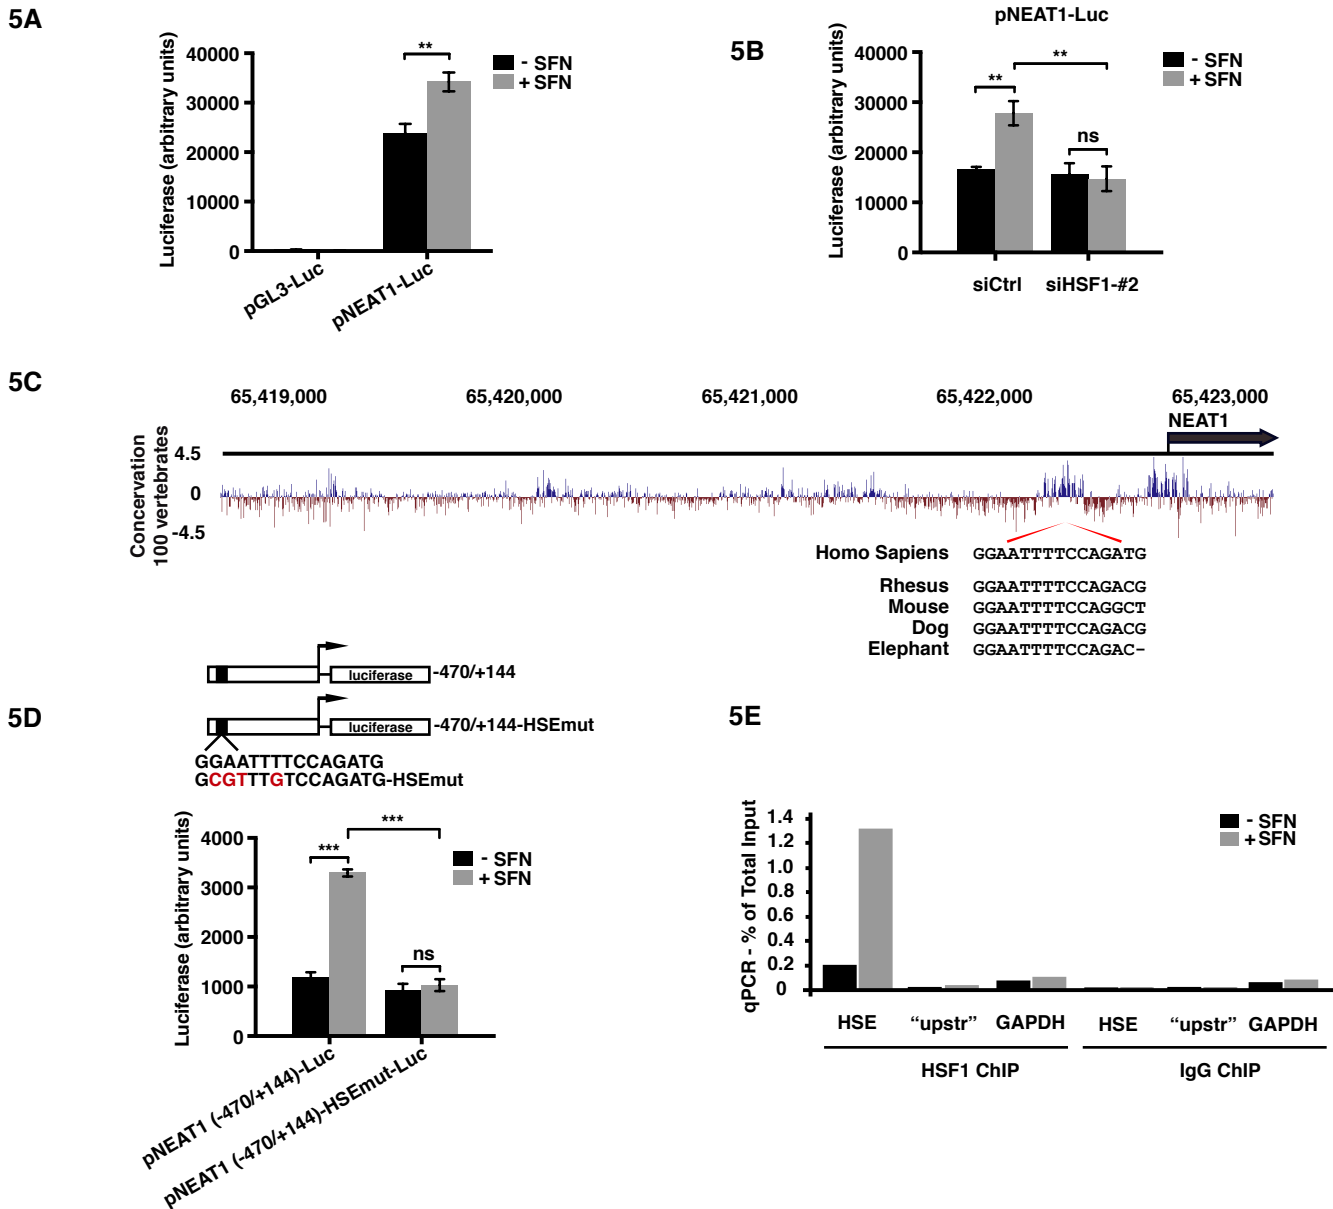 5A
Luciferase (arbitrary units)
40000
30000
20000
10000
0
**
- SFN
+ SFN
pGL3-Luc
pNEAT1-Luc
5B
pNEAT1-Luc
Luciferase (arbitrary units)
40000
30000
20000
10000
0
**
**
ns
- SFN
+ SFN
siCtrl
siHSF1-#2
5C
65,419,000
65,420,000
65,421,000
65,422,000
65,423,000
NEAT1
Concervation
100 vertebrates
4.5
0
-4.5
Homo Sapiens GGAATTTTCCAGATG
Rhesus GGAATTTTCCAGACG
Mouse GGAATTTTCCAGGCT
Dog GGAATTTTCCAGACG
Elephant GGAATTTTCCAGAC-
5D
luciferase -470/+144
luciferase -470/+144-HSEmut
GGAATTTTCCAGATG
GCGTTTGTCCAGATG-HSEmut
Luciferase (arbitrary units)
4000
3000
2000
1000
0
***
***
ns
- SFN
+ SFN
pNEAT1 (-470/+144)-Luc
pNEAT1 (-470/+144)-HSEmut-Luc
5E
qPCR - % of Total Input
1.4
1.2
1.0
0.8
0.6
0.4
0.2
0
- SFN
+ SFN
HSE "upstr" GAPDH HSE "upstr" GAPDH
HSF1 ChIP
IgG ChIP